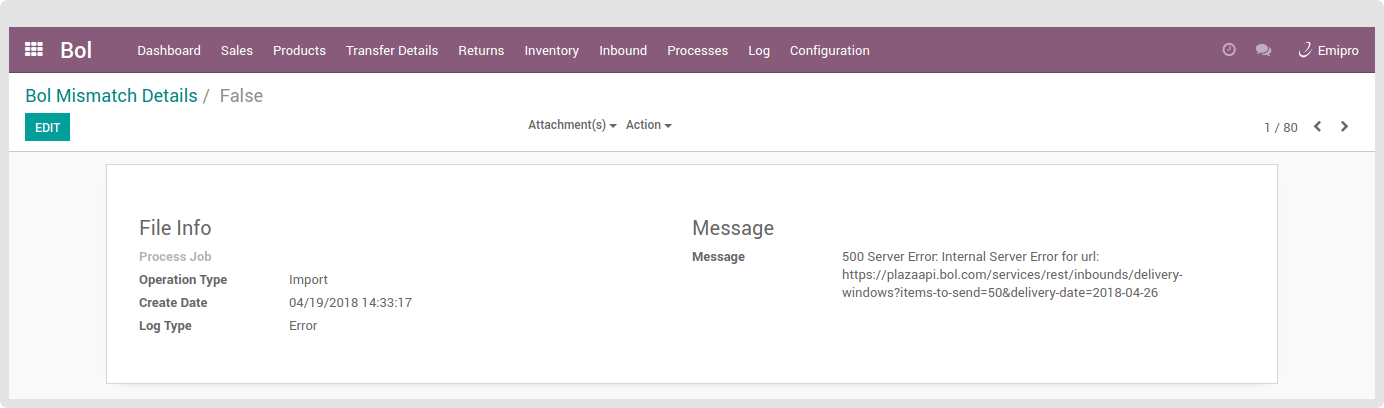 Bol Dashboard Sales Products Transfer Details Returns Inventory Inbound Processes Log Configuration Emipro
Bol Mismatch Details / False
EDIT Attachment(s) Action 1 / 80
File Info
Process Job
Operation Type Import
Create Date 04/19/2018 14:33:17
Log Type Error
Message
Message 500 Server Error: Internal Server Error for url:
https://plazaapi.bol.com/services/rest/inbounds/delivery-
windows?items-to-send=50&delivery-date=2018-04-26